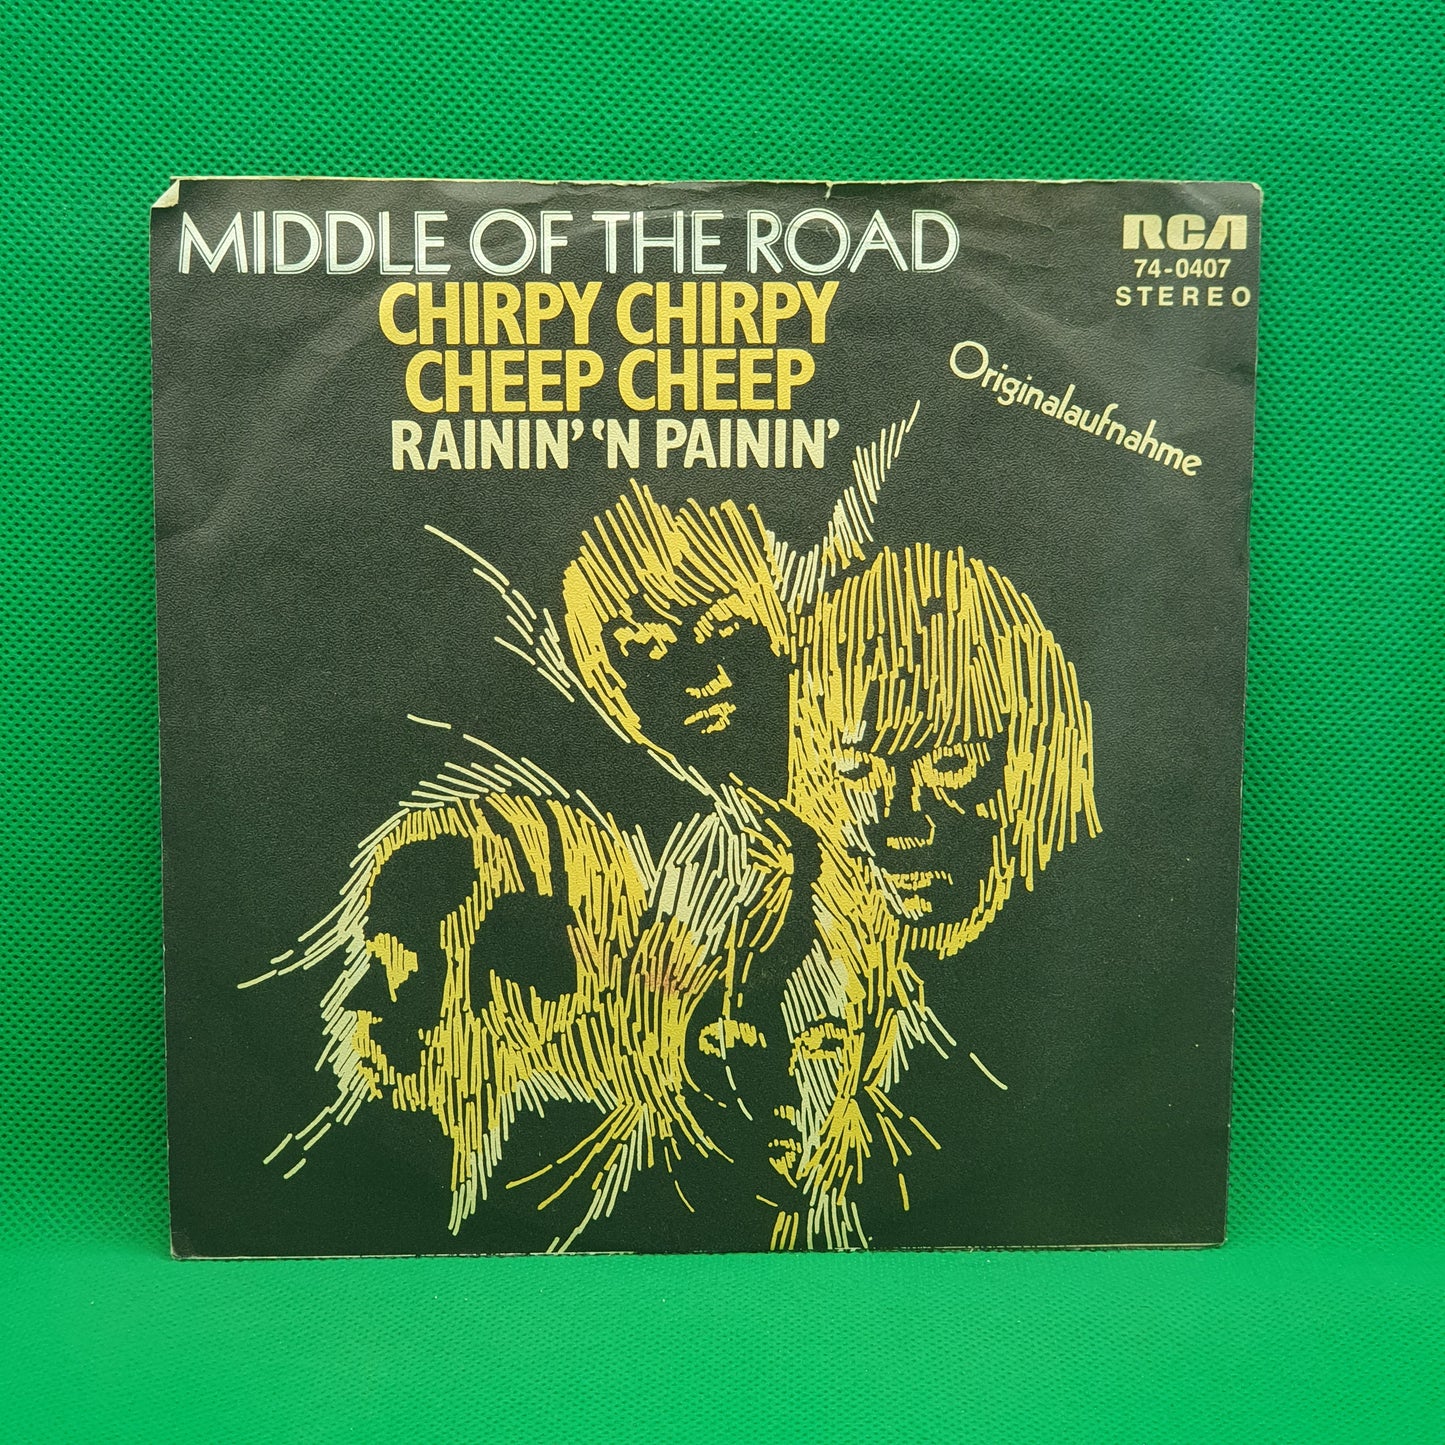 MIDDLE OF THE ROAD
CHIRPY CHIRPY
CHEEP CHEEP
RAININ’ ‘N PAININ’
RCA
74-0407
STEREO
Originalaufnahme